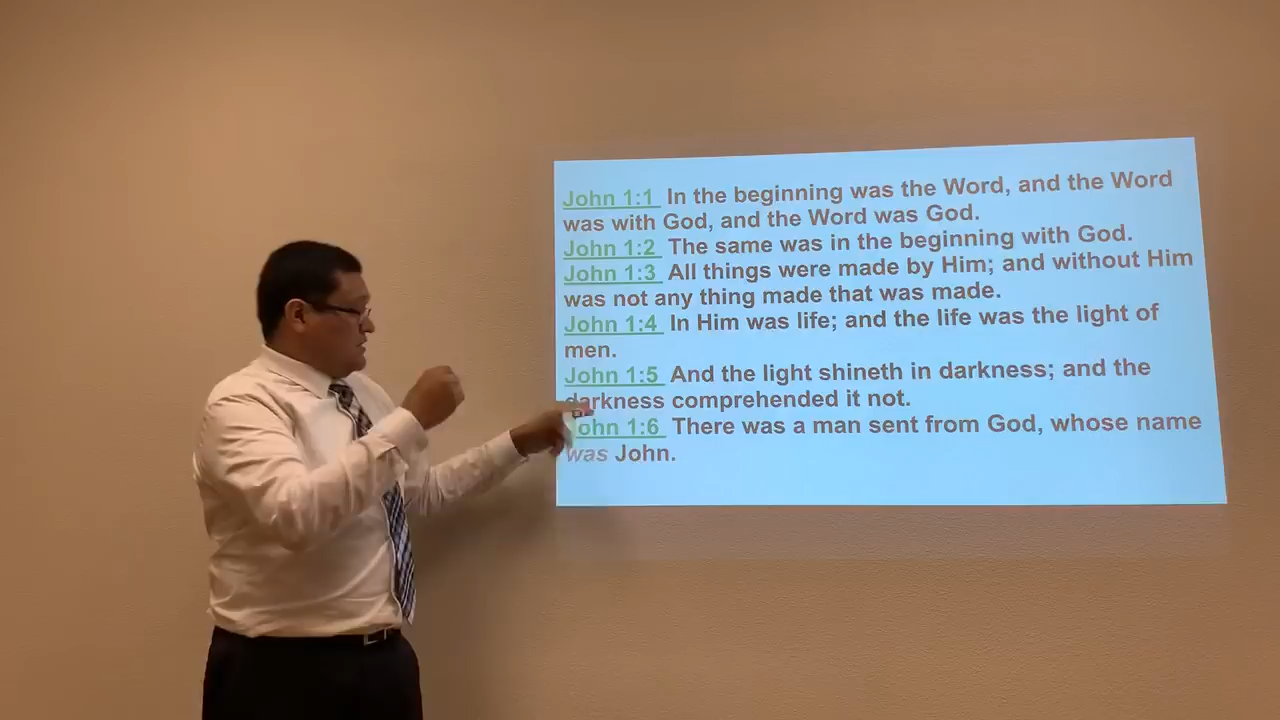 John 1:1 In the beginning was the Word, and the Word
was with God, and the Word was God.
John 1:2 The same was in the beginning with God.
John 1:3 All things were made by Him; and without Him
was not any thing made that was made.
John 1:4 In Him was life; and the life was the light of
men.
John 1:5 And the light shineth in darkness; and the
darkness comprehended it not.
John 1:6 There was a man sent from God, whose name
was John.